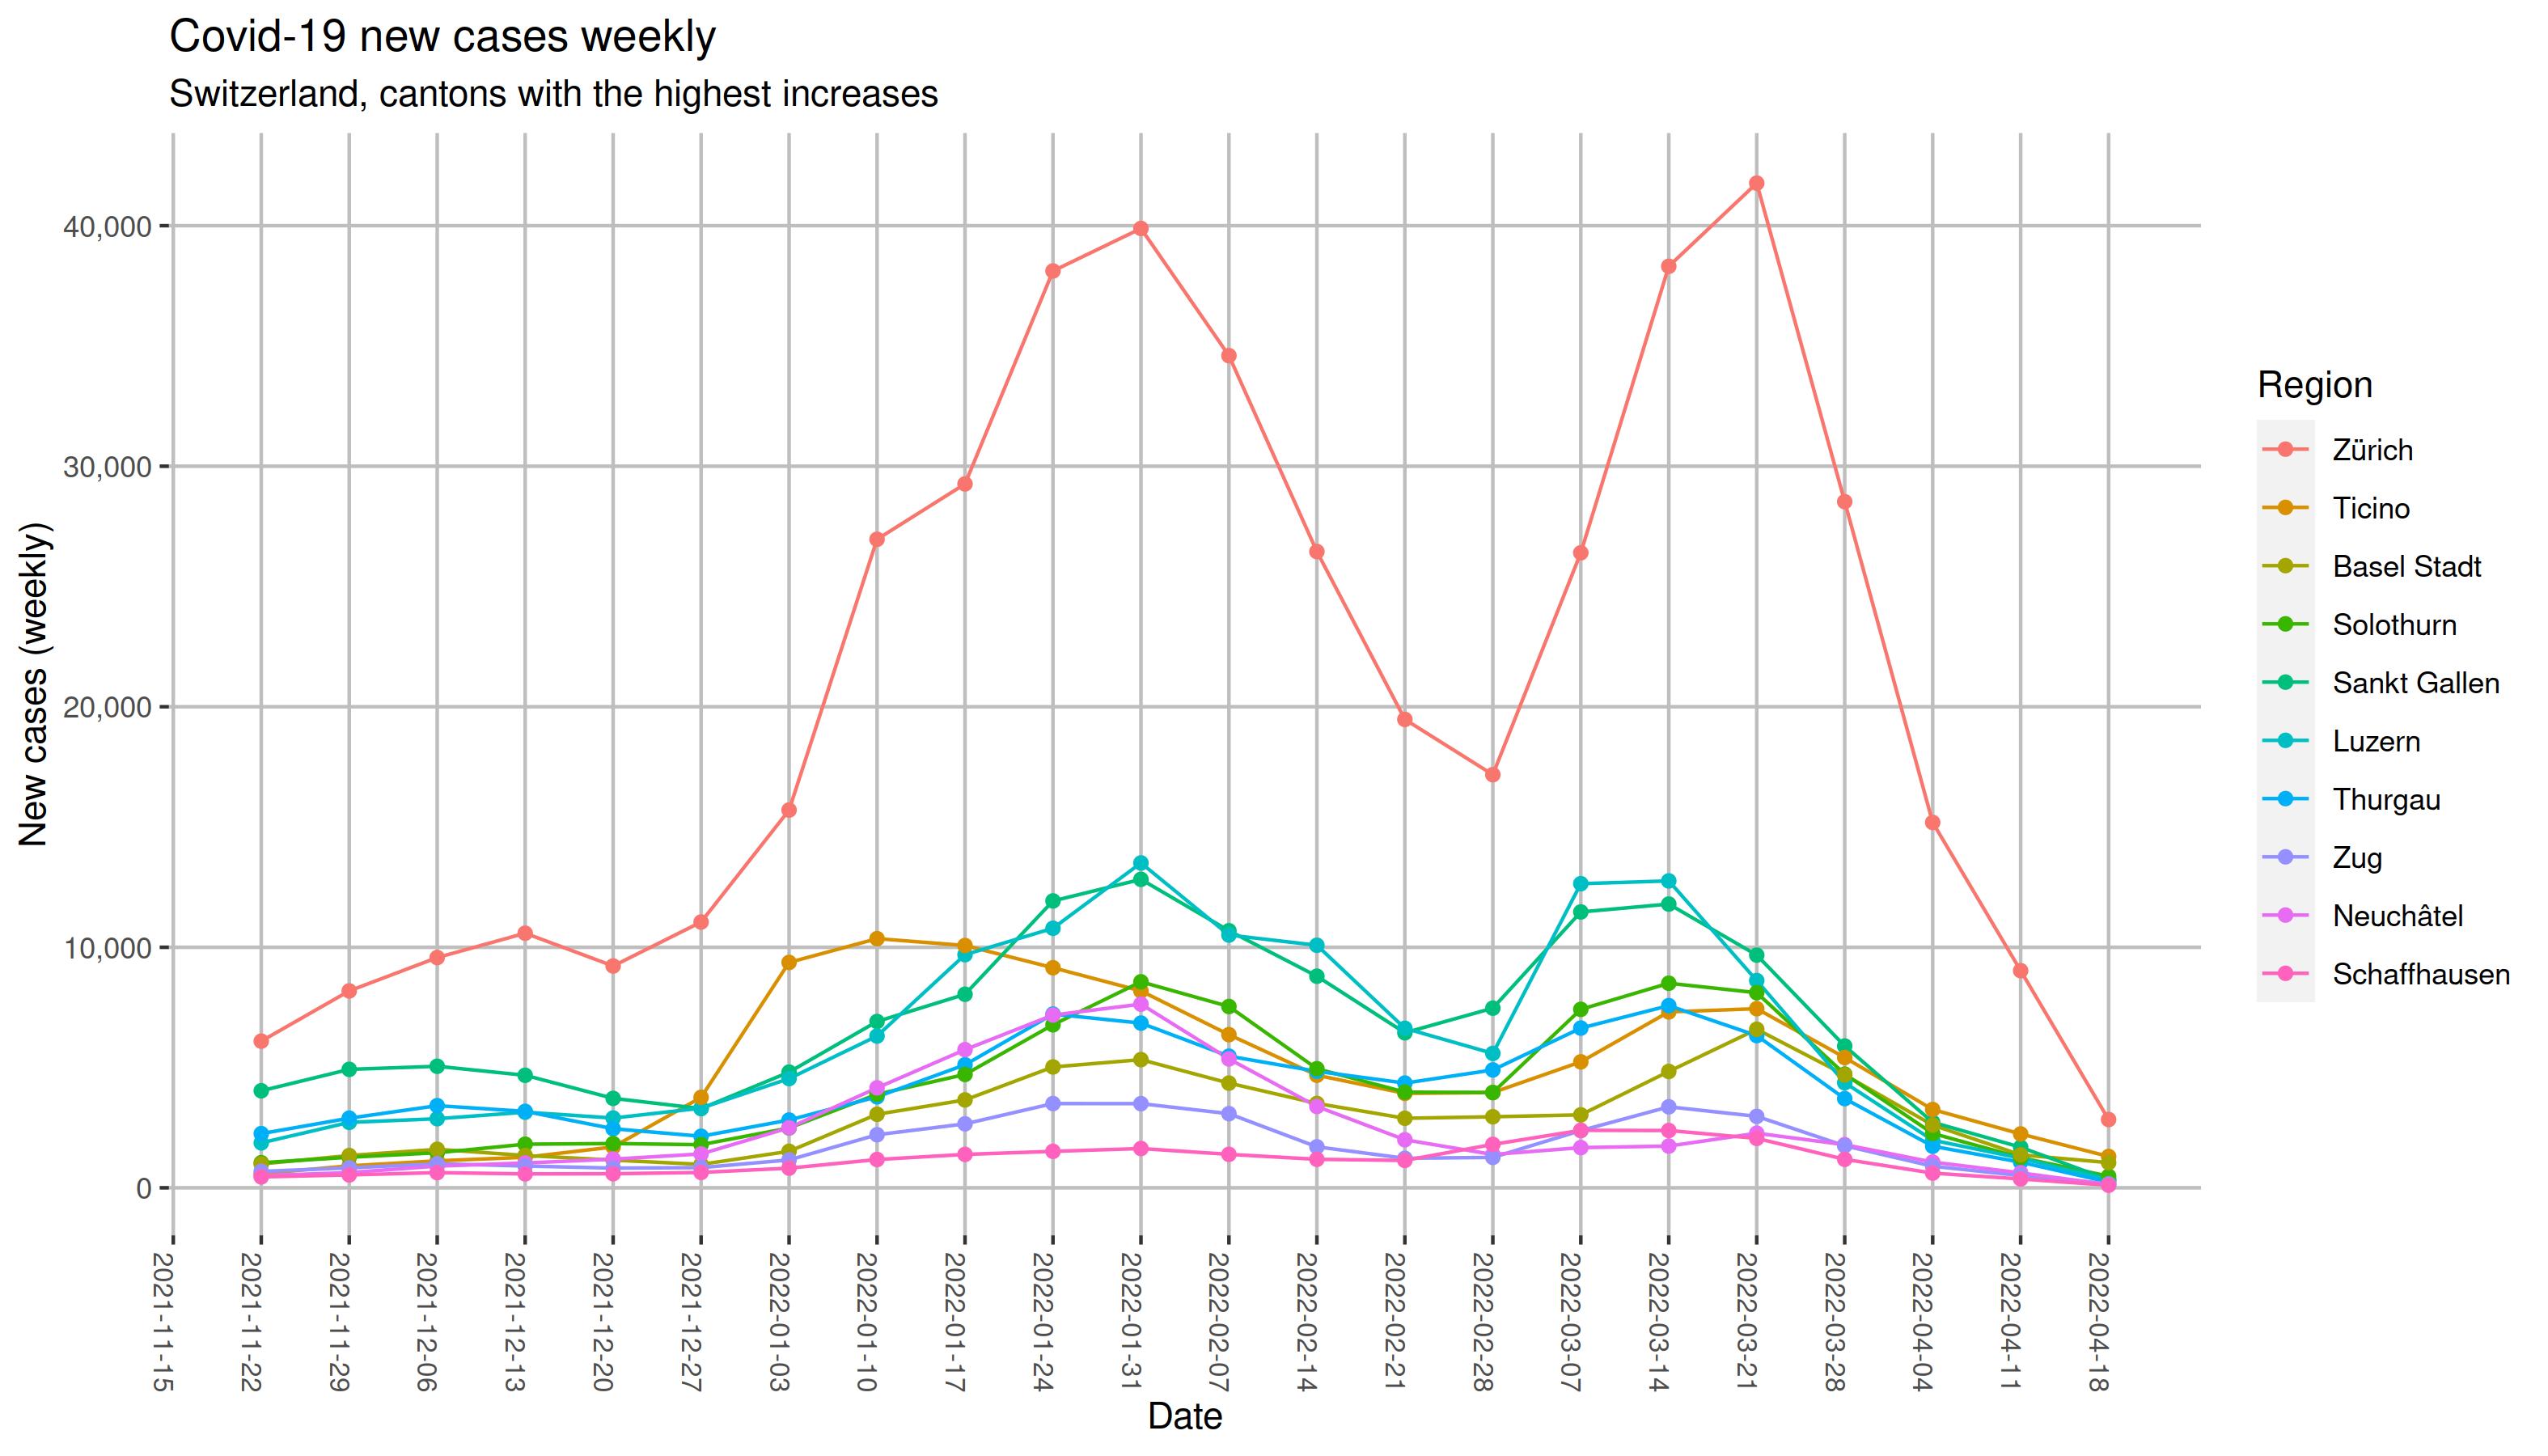 Covid-19 new cases weekly
Switzerland, cantons with the highest increases
New cases (weekly)
40,000
30,000
20,000
10,000
0
2021-11-15
2021-11-22
2021-11-29
2021-12-06
2021-12-13
2021-12-20
2021-12-27
2022-01-03
2022-01-10
2022-01-17
2022-01-24
2022-01-31
2022-02-07
2022-02-14
2022-02-21
2022-02-28
2022-03-07
2022-03-14
2022-03-21
2022-03-28
2022-04-04
2022-04-11
2022-04-18
Date
Region
Zürich
Ticino
Basel Stadt
Solothurn
Sankt Gallen
Luzern
Thurgau
Zug
Neuchâtel
Schaffhausen